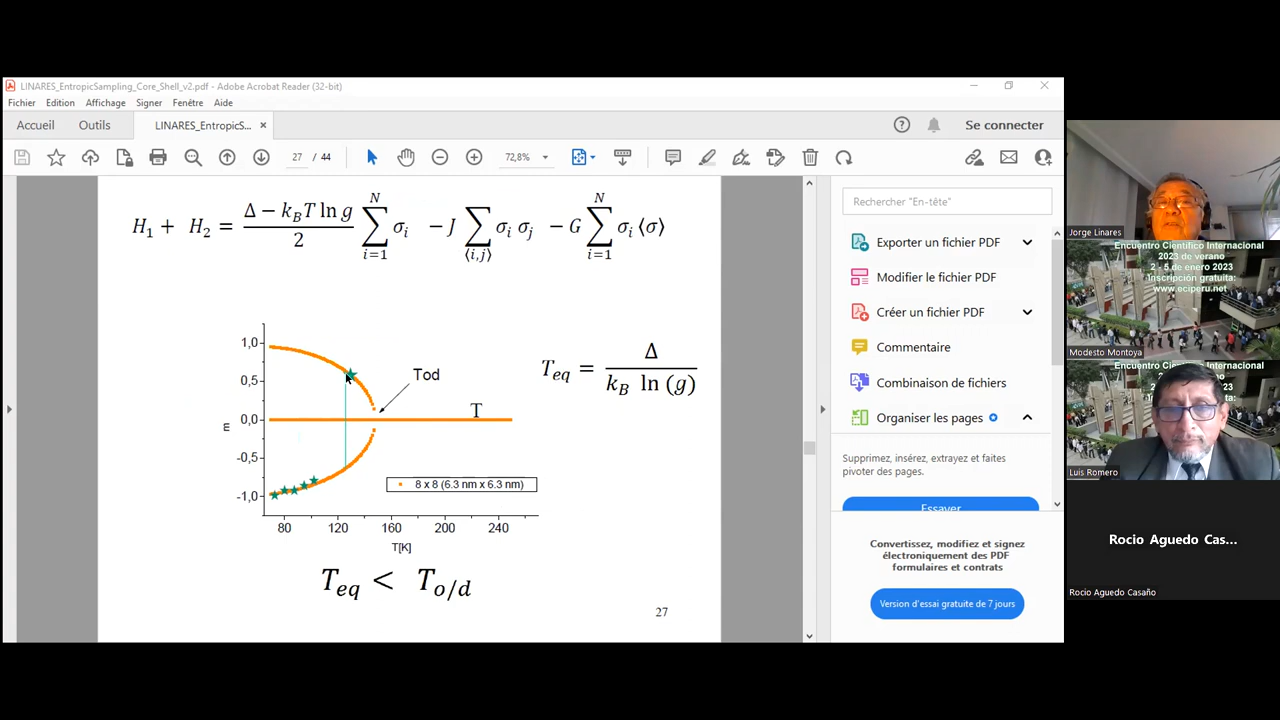 LINARES_EntropicSampling_Core_Shell_v2.pdf - Adobe Acrobat Reader (32-bit)
Fichier Edition Affichage Signer Fenêtre Aide
Accueil Outils LINARES_EntropicS... × Se connecter
27 / 44 72,8%
H₁ + H₂ = (Δ − k_B T ln g)/2 ∑_{i=1}^{N} σ_i − J ∑_{⟨i,j⟩} σ_i σ_j − G ∑_{i=1}^{N} σ_i ⟨σ⟩
1,0
0,5
0,0
-0,5
-1,0
m
Tod
T
8 x 8 (6.3 nm x 6.3 nm)
80 120 160 200 240
T[K]
T_eq = Δ / (k_B ln (g))
T_eq < T_o/d
27
Rechercher "En-tête"
Exporter un fichier PDF
Modifier le fichier PDF
Créer un fichier PDF
Commentaire
Combinaison de fichiers
Organiser les pages
Supprimez, insérez, extrayez et faites
pivoter des pages.
Essayer
Convertissez, modifiez et signez
électroniquement des PDF
formulaires et contrats
Version d'essai gratuite de 7 jours
Jorge Linares
Encuentro Científico Internacional
2023 de verano
2 - 5 de enero 2023
Inscripción gratuita:
www.eciperu.net
Modesto Montoya
Luis Romero
Rocio Aguedo Cas...
Rocio Aguedo Casaño